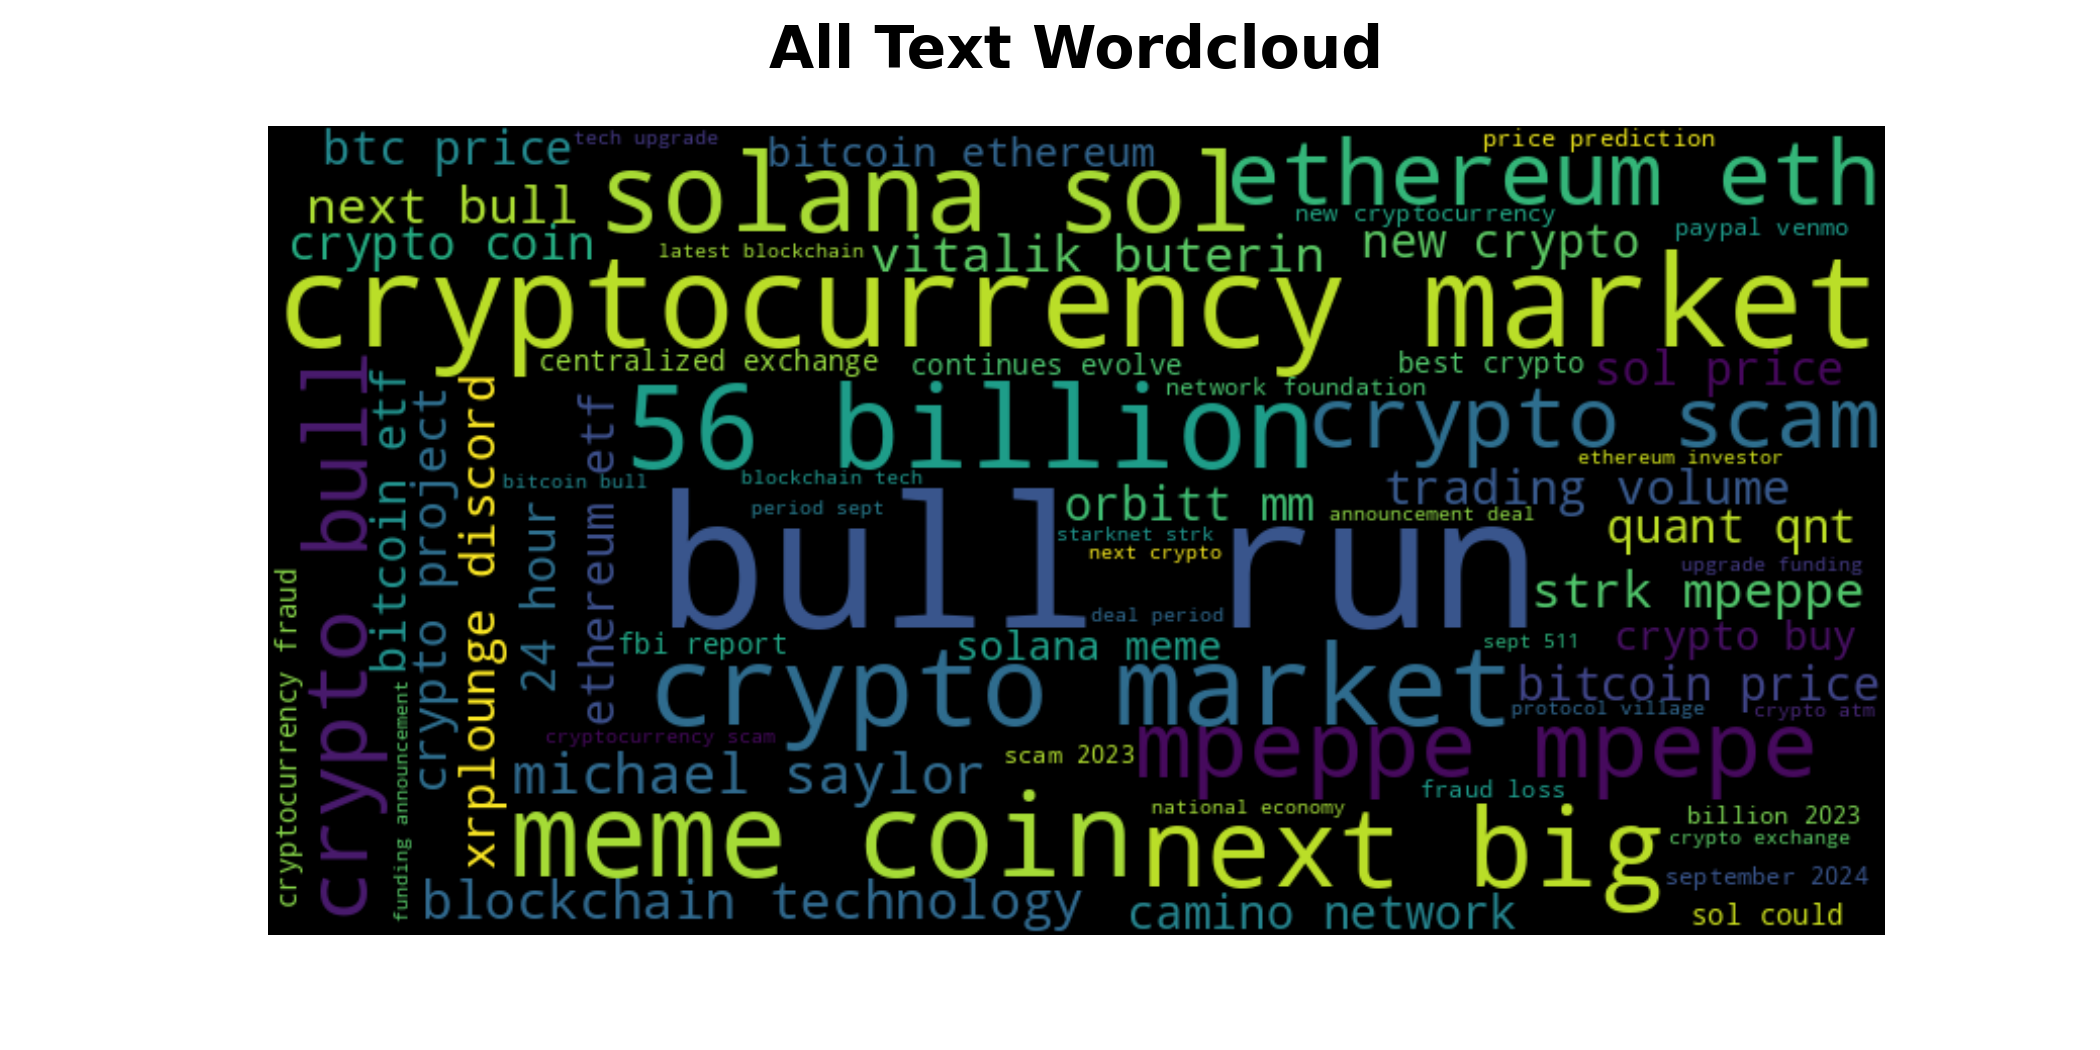 All Text Wordcloud
btc price
tech upgrade
bitcoin ethereum
price prediction
solana sol
ethereum eth
next bull
new cryptocurrency
paypal venmo
crypto coin
latest blockchain
vitalik buterin
new crypto
cryptocurrency market
centralized exchange
continues evolve
best crypto
sol price
network foundation
56 billion
crypto scam
ethereum investor
crypto bull
bitcoin etf
crypto project
xrplounge discord
24 hour
ethereum etf
bitcoin bull
blockchain tech
trading volume
period sept
orbitt mm
announcement deal
quant qnt
bull run
starknet strk
next crypto
upgrade funding
strk mpeppe
deal period
fbi report
solana meme
sept 511
crypto buy
crypto market
bitcoin price
protocol village
crypto atm
cryptocurrency fraud
funding announcement
cryptocurrency scam
mpeppe mpepe
scam 2023
michael saylor
fraud loss
meme coin
national economy
next big
billion 2023
crypto exchange
september 2024
blockchain technology
camino network
sol could